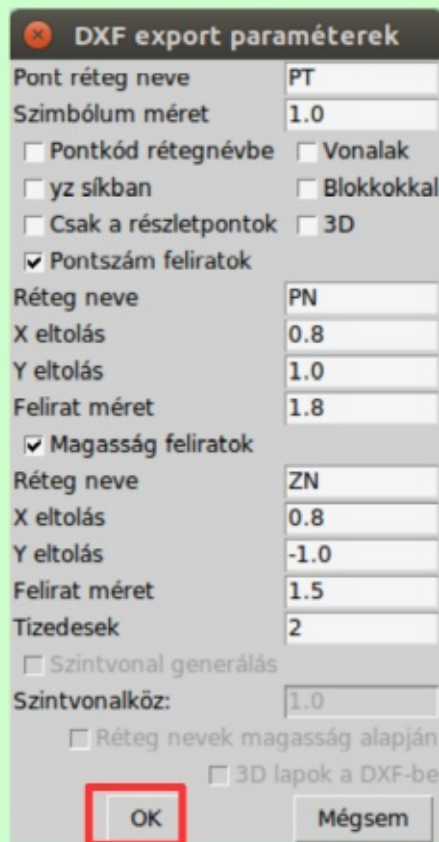 DXF export paraméterek
Pont réteg neve PT
Szimbólum méret 1.0
Pontkód rétegnévbe Vonalak
yz síkban Blokkokkal
Csak a részletpontok 3D
Pontszám feliratok
Réteg neve PN
X eltolás 0.8
Y eltolás 1.0
Felirat méret 1.8
Magasság feliratok
Réteg neve ZN
X eltolás 0.8
Y eltolás -1.0
Felirat méret 1.5
Tizedesek 2
Szintvonal generálás
Szintvonalköz: 1.0
Réteg nevek magasság alapján
3D lapok a DXF-be
OK Mégsem